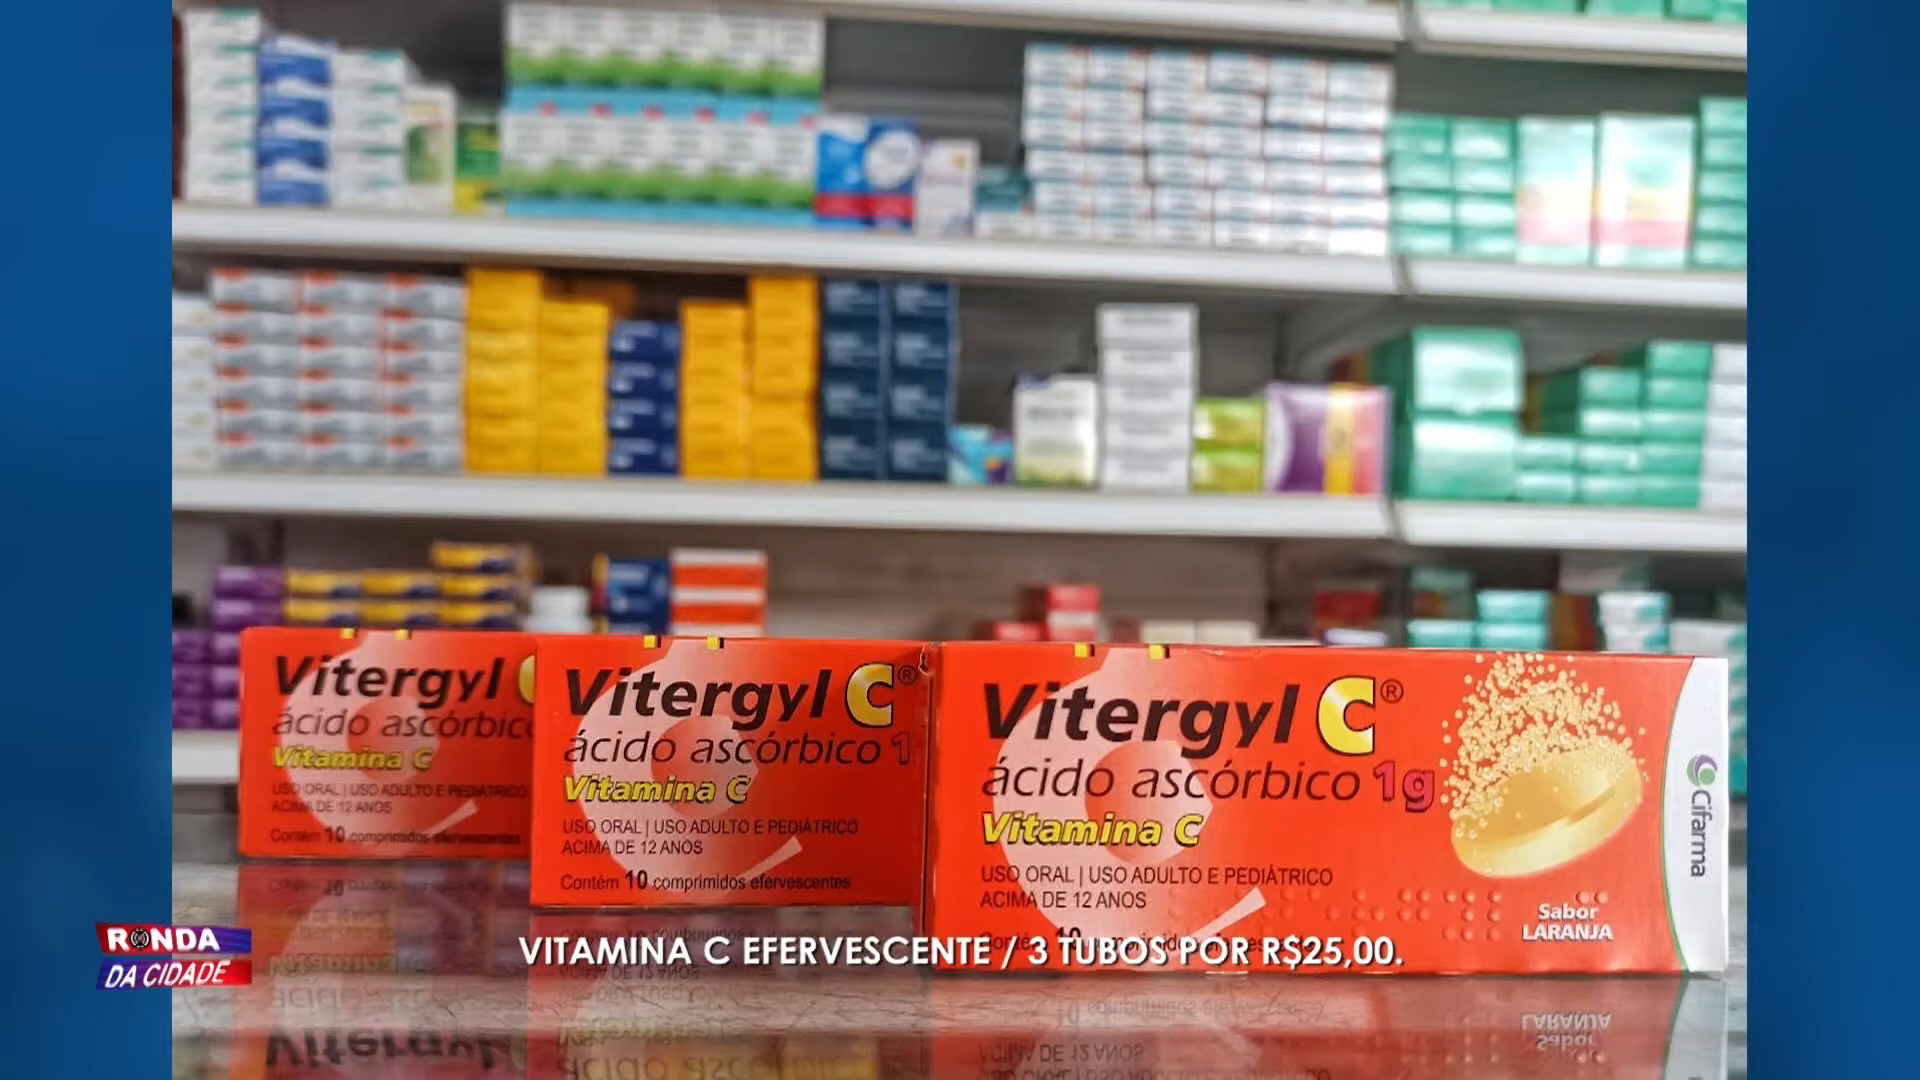 Vitergyl C
ácido ascórbico
Vitamina C
USO ORAL | USO ADULTO E PEDIÁTRICO
ACIMA DE 12 ANOS
Contém 10 comprimidos efervescentes
Vitergyl C®
ácido ascórbico 1
Vitamina C
USO ORAL | USO ADULTO E PEDIÁTRICO
ACIMA DE 12 ANOS
Contém 10 comprimidos efervescentes
Vitergyl C®
ácido ascórbico 1g
Vitamina C
USO ORAL | USO ADULTO E PEDIÁTRICO
ACIMA DE 12 ANOS
Contém 10
Sabor
LARANJA
Cifarma
RONDA
DA CIDADE
VITAMINA C EFERVESCENTE / 3 TUBOS POR R$25,00.